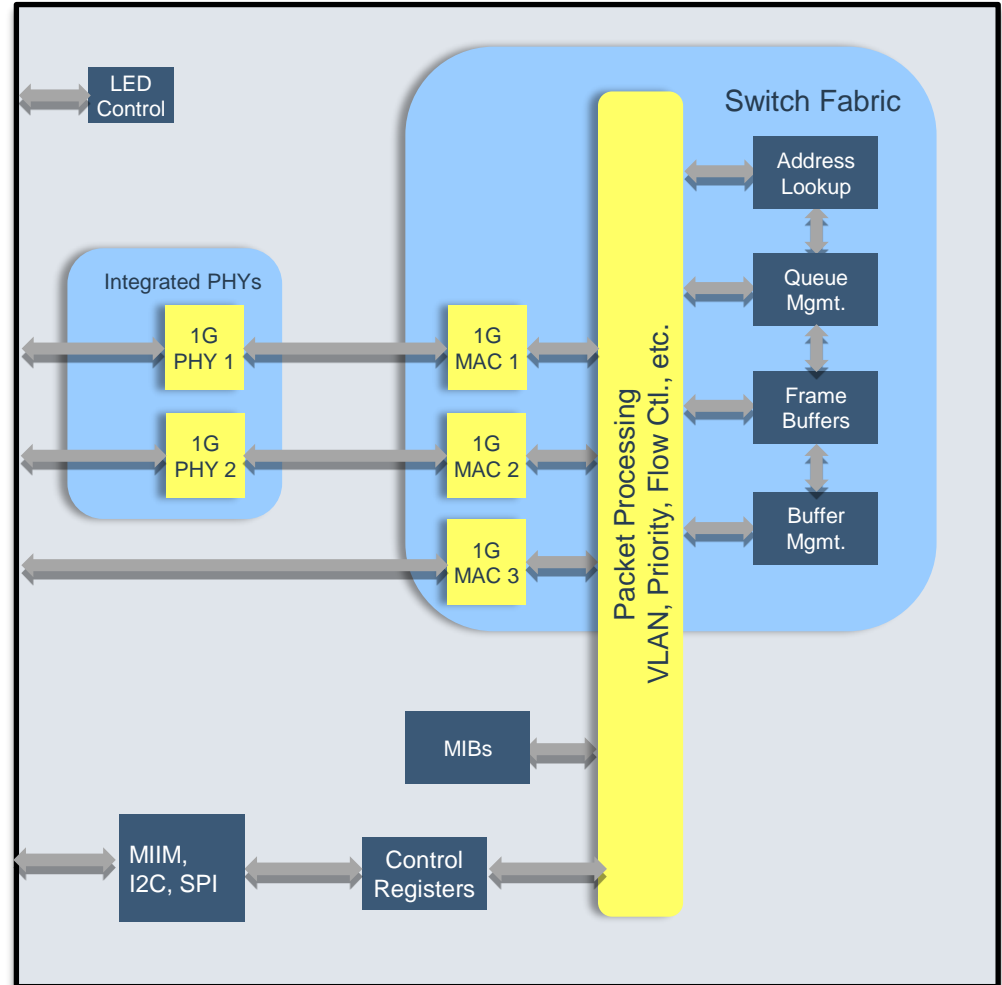 LED
Control
Switch Fabric
Address
Lookup
Integrated PHYs
Queue
Mgmt.
1G
PHY 1
1G
MAC 1
Packet Processing
VLAN, Priority, Flow Ctl., etc.
Frame
Buffers
1G
PHY 2
1G
MAC 2
Buffer
Mgmt.
1G
MAC 3
MIBs
MIIM,
I2C, SPI
Control
Registers